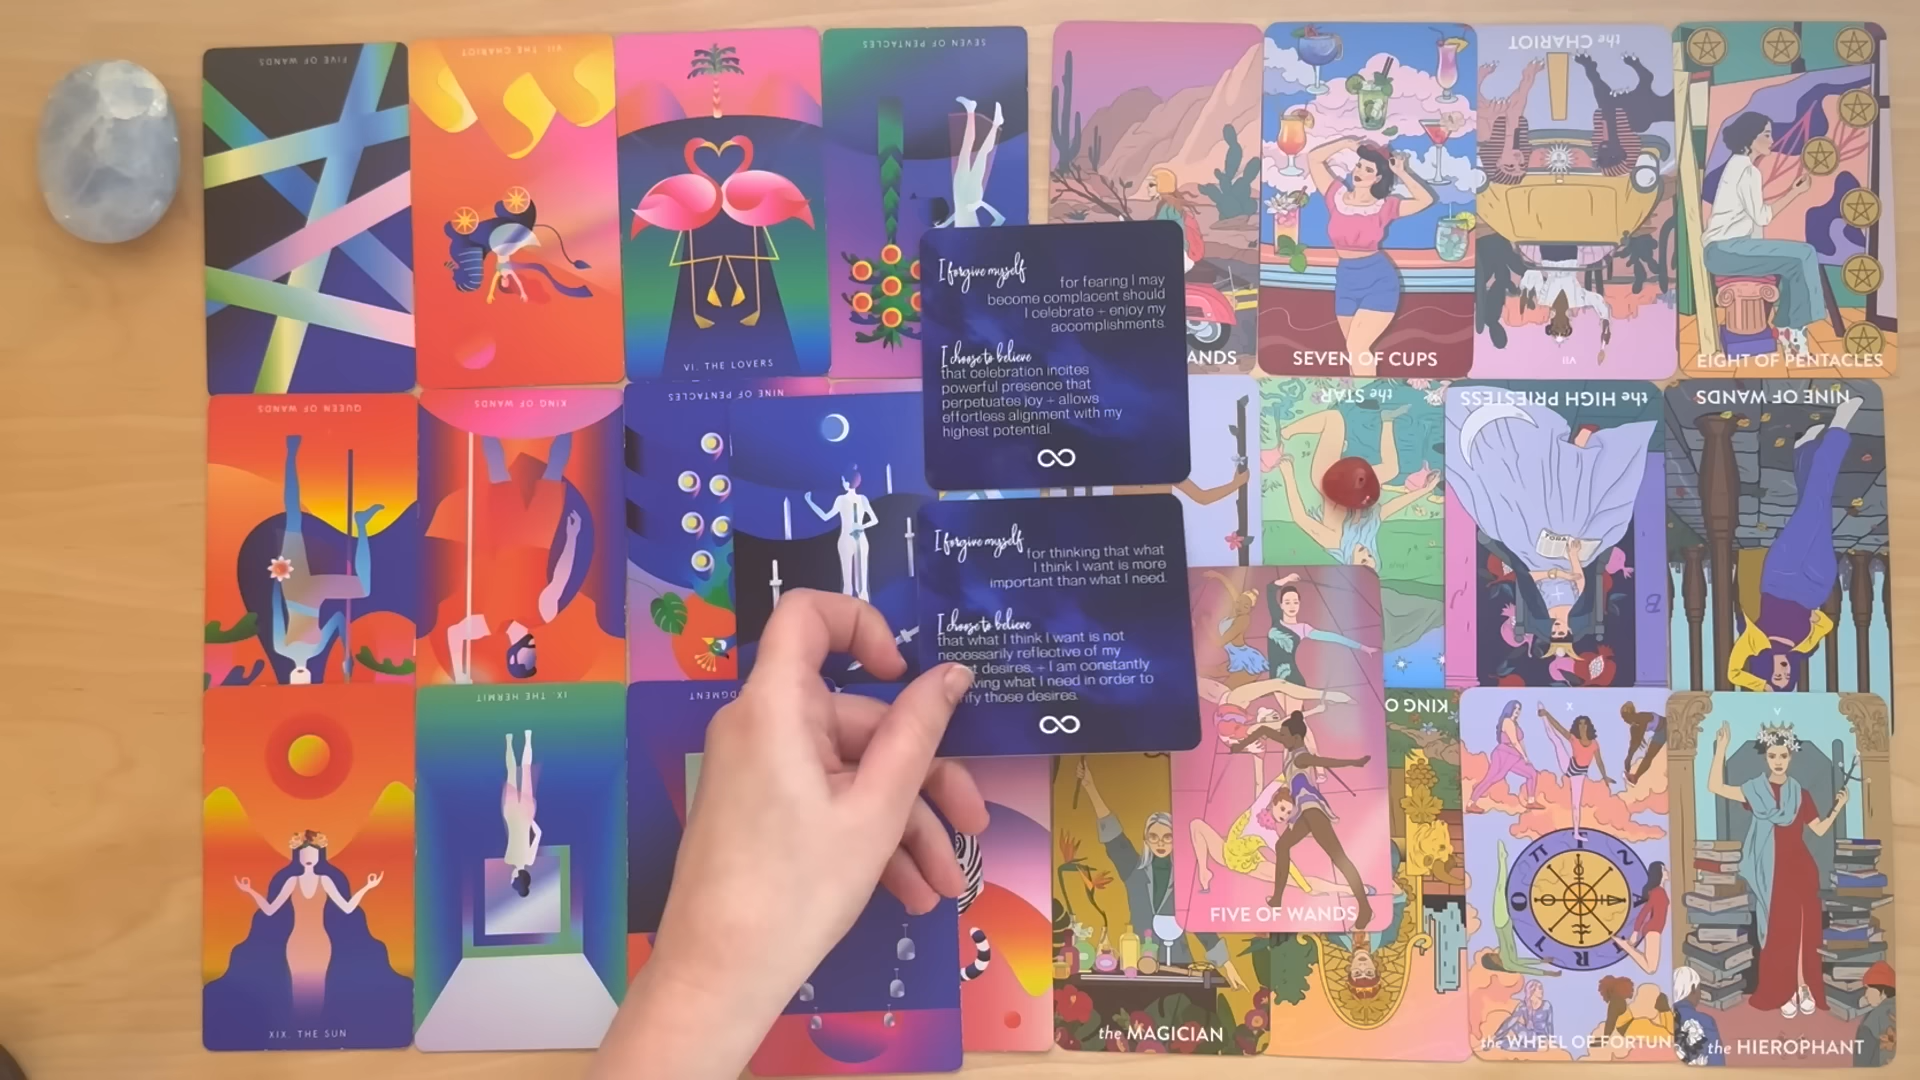 FIVE OF WANDS
VII. THE CHARIOT
SEVEN OF PENTACLES
the CHARIOT
VI. THE LOVERS
ANDS
SEVEN OF CUPS
VII
EIGHT OF PENTACLES
I forgive myself
for fearing I may
become complacent should
I celebrate + enjoy my
accomplishments.
I choose to believe
that celebration incites
powerful presence that
perpetuates joy + allows
effortless alignment with my
highest potential.
QUEEN OF WANDS
KING OF WANDS
NINE OF PENTACLES
the STAR
the HIGH PRIESTESS
NINE OF WANDS
YOGA
B
I forgive myself
for thinking that what
I think I want is more
important than what I need.
I choose to believe
that what I think I want is not
necessarily reflective of my
desires, + I am constantly
what I need in order to
those desires.
IX. THE HERMIT
DGMENT
KING O
X
V
FIVE OF WANDS
XIX. THE SUN
the MAGICIAN
the WHEEL OF FORTUN
the HIEROPHANT